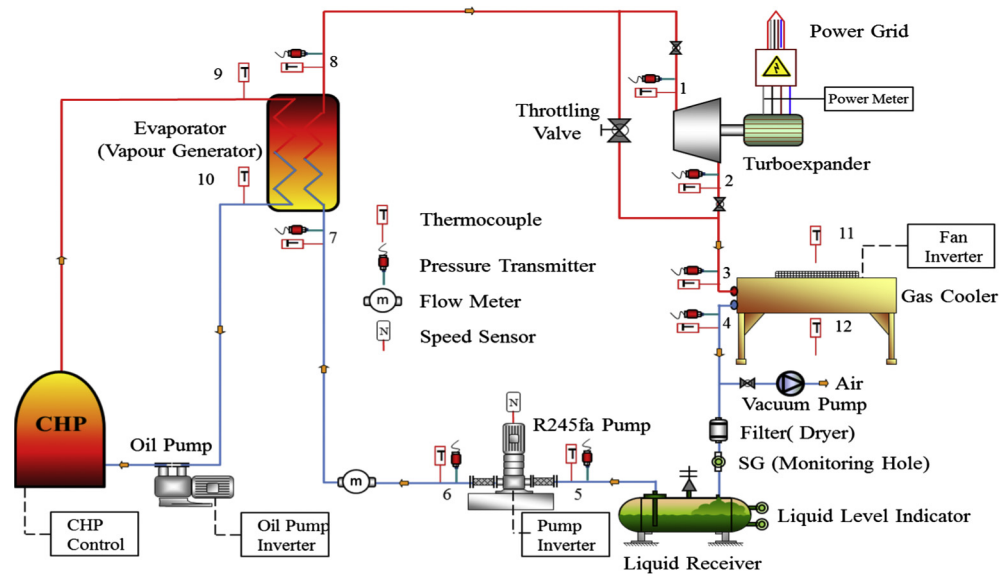 Power Grid
8
9
1
Power Meter
Throttling
Valve
Evaporator
(Vapour Generator)
Turboexpander
10
T
2
Thermocouple
7
11
Fan
Inverter
Pressure Transmitter
3
m
Flow Meter
Gas Cooler
N
Speed Sensor
4
12
Air
Vacuum Pump
CHP
N
R245fa Pump
Filter( Dryer)
Oil Pump
SG (Monitoring Hole)
m
6
5
Liquid Level Indicator
CHP
Control
Oil Pump
Inverter
Pump
Inverter
Liquid Receiver
T
T
T
T
T
T
T
T
T
T
T
T